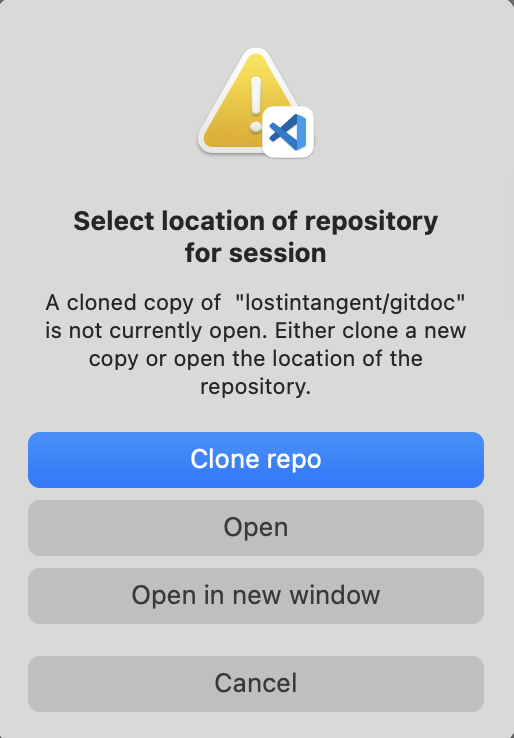 Select location of repository
for session
A cloned copy of  "lostintangent/gitdoc"
is not currently open. Either clone a new
copy or open the location of the
repository.
Clone repo
Open
Open in new window
Cancel